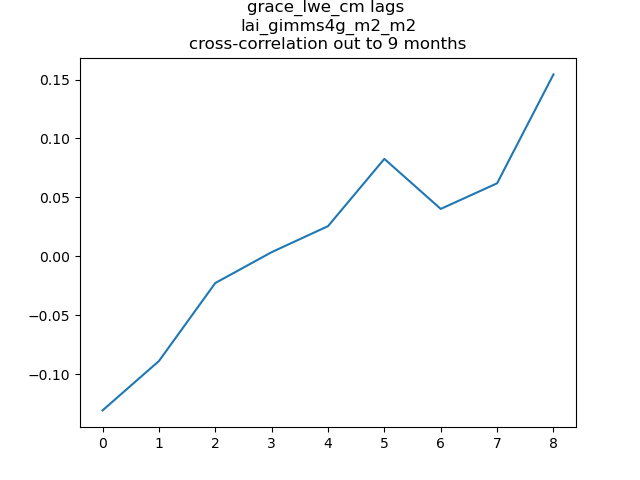 grace_lwe_cm lags
lai_gimms4g_m2_m2
cross-correlation out to 9 months
0.15
0.10
0.05
0.00
−0.05
−0.10
0 1 2 3 4 5 6 7 8